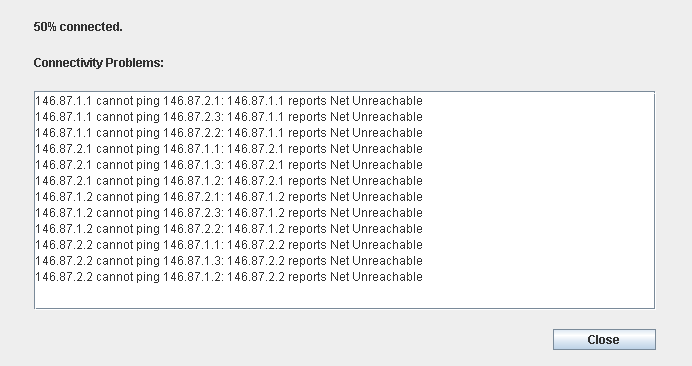 50% connected.
Connectivity Problems:
146.87.1.1 cannot ping 146.87.2.1: 146.87.1.1 reports Net Unreachable
146.87.1.1 cannot ping 146.87.2.3: 146.87.1.1 reports Net Unreachable
146.87.1.1 cannot ping 146.87.2.2: 146.87.1.1 reports Net Unreachable
146.87.2.1 cannot ping 146.87.1.1: 146.87.2.1 reports Net Unreachable
146.87.2.1 cannot ping 146.87.1.3: 146.87.2.1 reports Net Unreachable
146.87.2.1 cannot ping 146.87.1.2: 146.87.2.1 reports Net Unreachable
146.87.1.2 cannot ping 146.87.2.1: 146.87.1.2 reports Net Unreachable
146.87.1.2 cannot ping 146.87.2.3: 146.87.1.2 reports Net Unreachable
146.87.1.2 cannot ping 146.87.2.2: 146.87.1.2 reports Net Unreachable
146.87.2.2 cannot ping 146.87.1.1: 146.87.2.2 reports Net Unreachable
146.87.2.2 cannot ping 146.87.1.3: 146.87.2.2 reports Net Unreachable
146.87.2.2 cannot ping 146.87.1.2: 146.87.2.2 reports Net Unreachable
Close